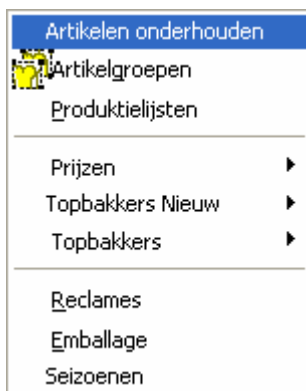 Artikelen onderhouden
Artikelgroepen
Produktielijsten
Prijzen
Topbakkers Nieuw
Topbakkers
Reclames
Emballage
Seizoenen